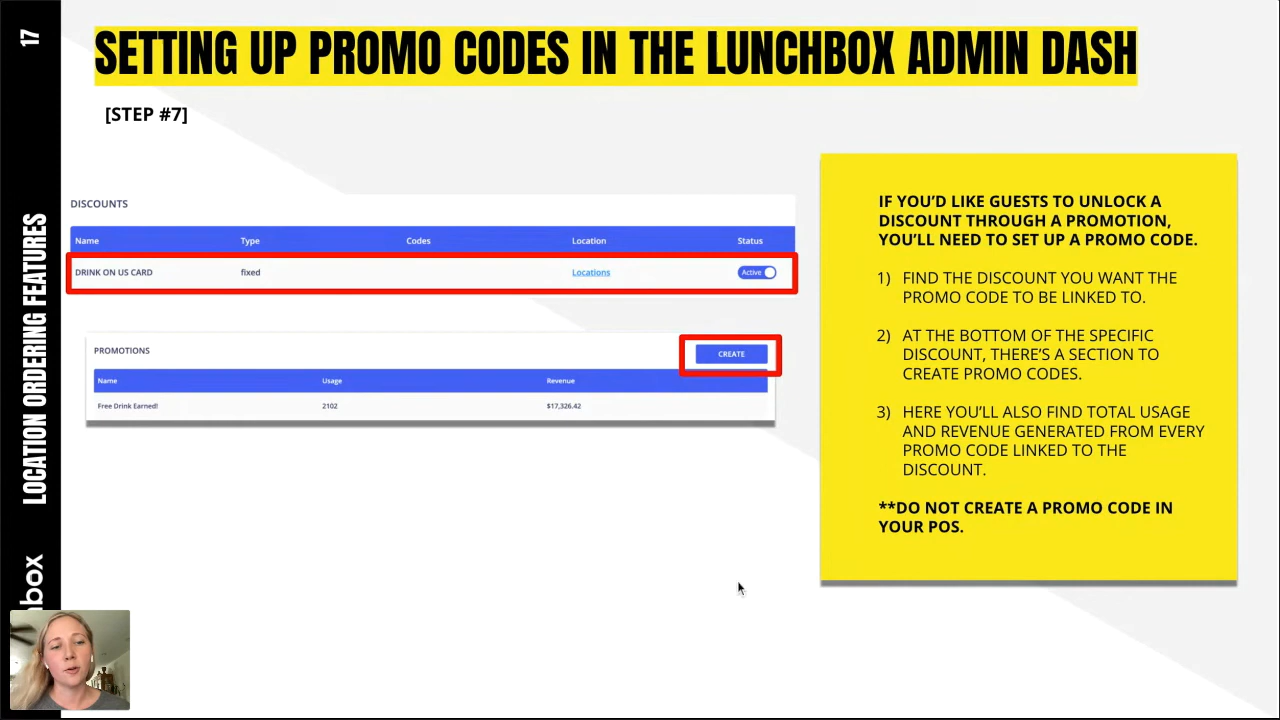 17
LOCATION ORDERING FEATURES
nbox
SETTING UP PROMO CODES IN THE LUNCHBOX ADMIN DASH
[STEP #7]
DISCOUNTS
Name Type Codes Location Status
DRINK ON US CARD fixed Locations Active
PROMOTIONS CREATE
Name Usage Revenue
Free Drink Earned! 2102 $17,326.42
IF YOU'D LIKE GUESTS TO UNLOCK A
DISCOUNT THROUGH A PROMOTION,
YOU'LL NEED TO SET UP A PROMO CODE.
1) FIND THE DISCOUNT YOU WANT THE
PROMO CODE TO BE LINKED TO.
2) AT THE BOTTOM OF THE SPECIFIC
DISCOUNT, THERE'S A SECTION TO
CREATE PROMO CODES.
3) HERE YOU'LL ALSO FIND TOTAL USAGE
AND REVENUE GENERATED FROM EVERY
PROMO CODE LINKED TO THE
DISCOUNT.
**DO NOT CREATE A PROMO CODE IN
YOUR POS.